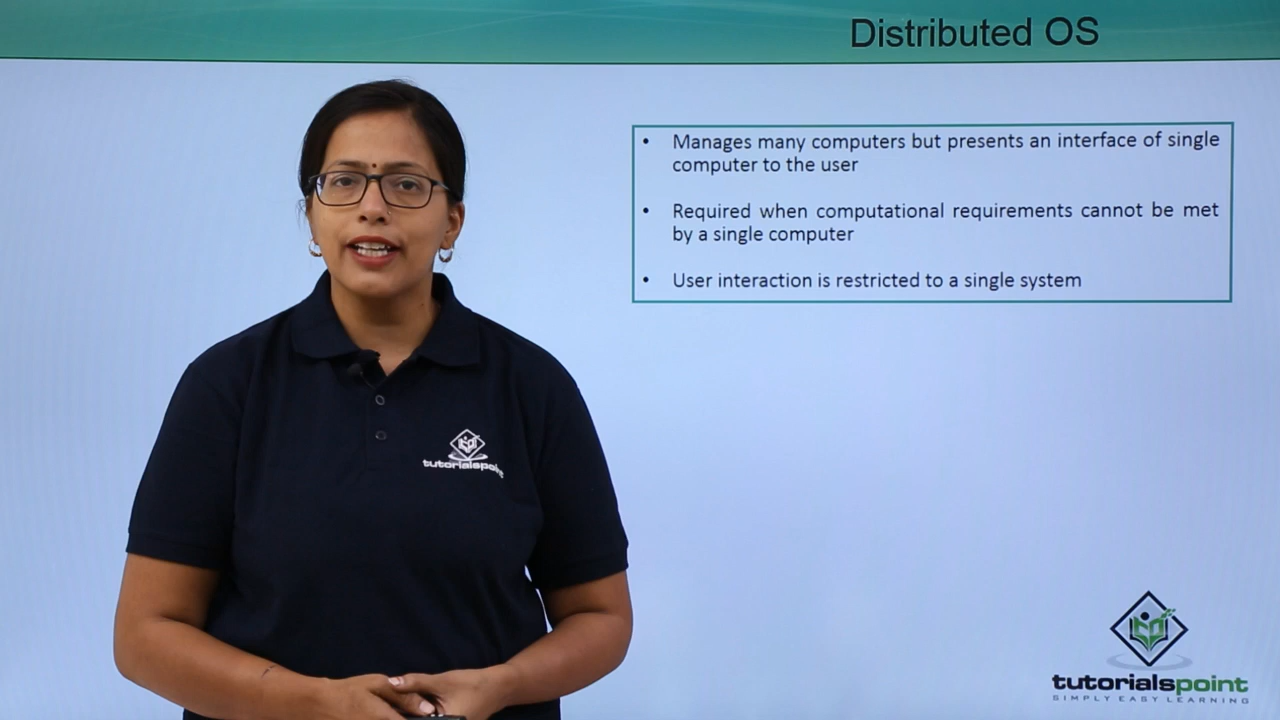 Distributed OS
• Manages many computers but presents an interface of single
computer to the user
• Required when computational requirements cannot be met
by a single computer
• User interaction is restricted to a single system
tutorialspoint
tutorialspoint
SIMPLY EASY LEARNING